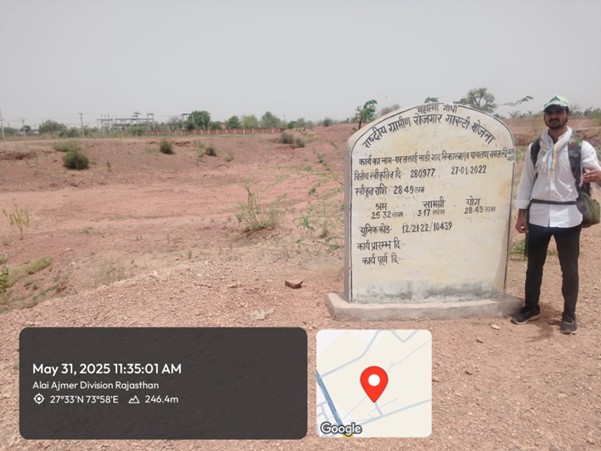 महात्मा गांधी
राष्ट्रीय ग्रामीण रोजगार गारन्टी योजना
कार्य का नाम-
वित्तीय स्वीकृति दि 280977 27-01-2022
स्वीकृत राशि: 28.49 लाख
श्रम सामग्री योग
25.32 लाख 3.17 लाख 28.49 लाख
युनिक कोड- 12/21-22/10439
कार्य प्रारम्भ दि
कार्य पूर्ण दि
May 31, 2025 11:35:01 AM
Alai Ajmer Division Rajasthan
27°33'N 73°58'E 246.4m
Google